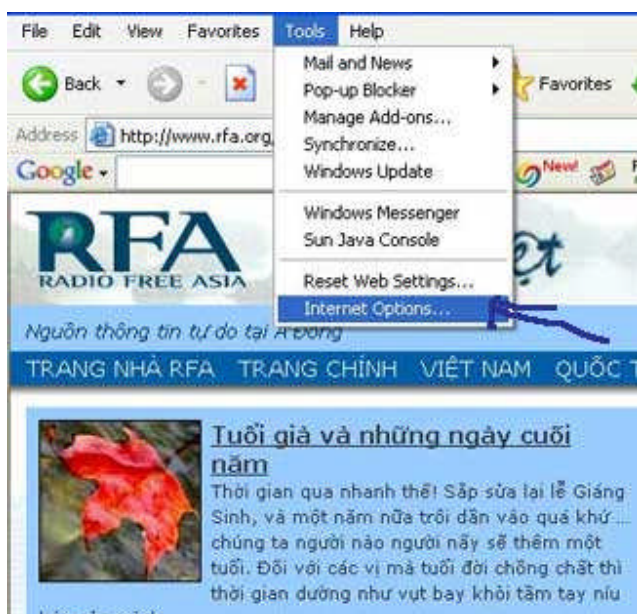 File Edit View Favorites Tools Help
Back Favorites
Mail and News
Pop-up Blocker
Manage Add-ons...
Synchronize...
Windows Update
Windows Messenger
Sun Java Console
Reset Web Settings...
Internet Options...
Address http://www.rfa.org
Google New!
RFA
RADIO FREE ASIA
Nguồn thông tin tự do tại Á Đông
TRANG NHÀ RFA TRANG CHÍNH VIỆT NAM QUỐC T
Tuổi già và những ngày cuối
năm
Thời gian qua nhanh thế! Sắp sửa lại lễ Giáng
Sinh, và một năm nữa trôi dần vào quá khứ ...
chúng ta người nào người nấy sẽ thêm một
tuổi. Đối với các vị mà tuổi đời chồng chất thì
thời gian dường như vụt bay khỏi tầm tay níu